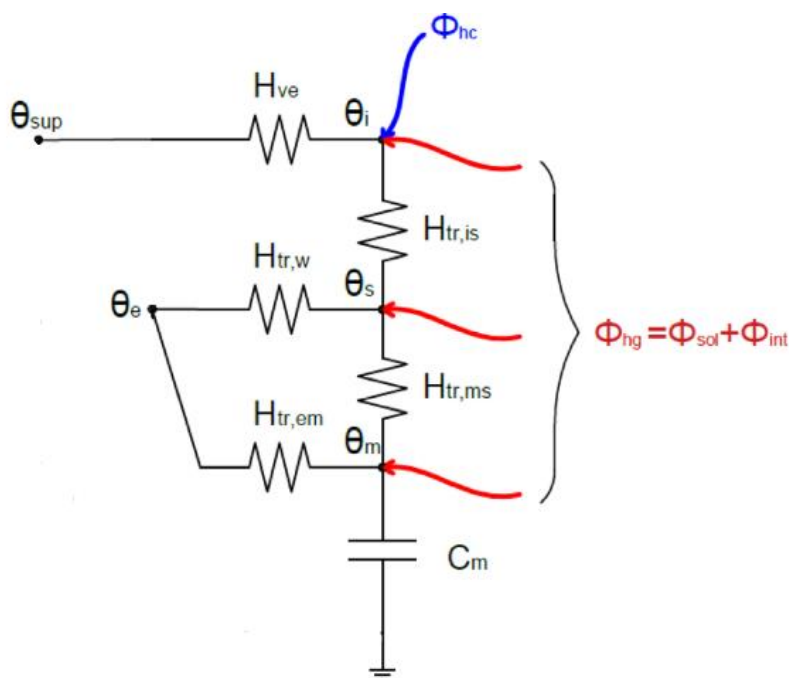 Φhc
Hve
θsup
θi
Htr,is
Htr,w
θs
θe
Φhg=Φsol+Φint
Htr,ms
Htr,em
θm
Cm